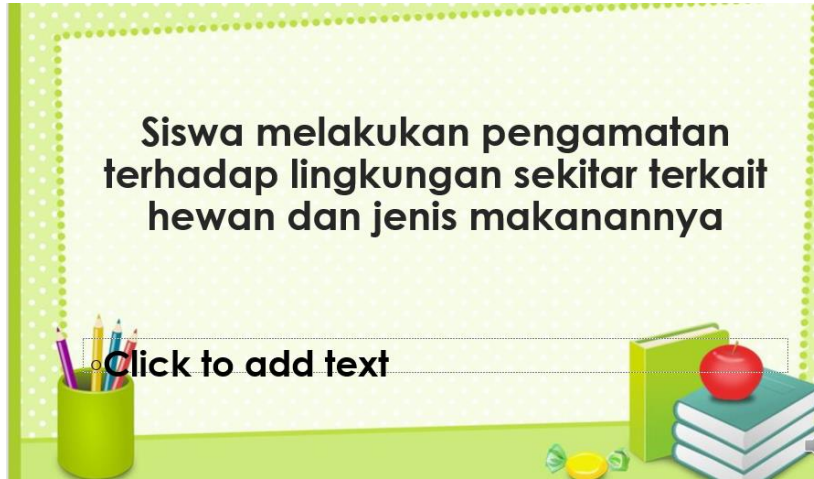 Siswa melakukan pengamatan
terhadap lingkungan sekitar terkait
hewan dan jenis makanannya
Click to add text